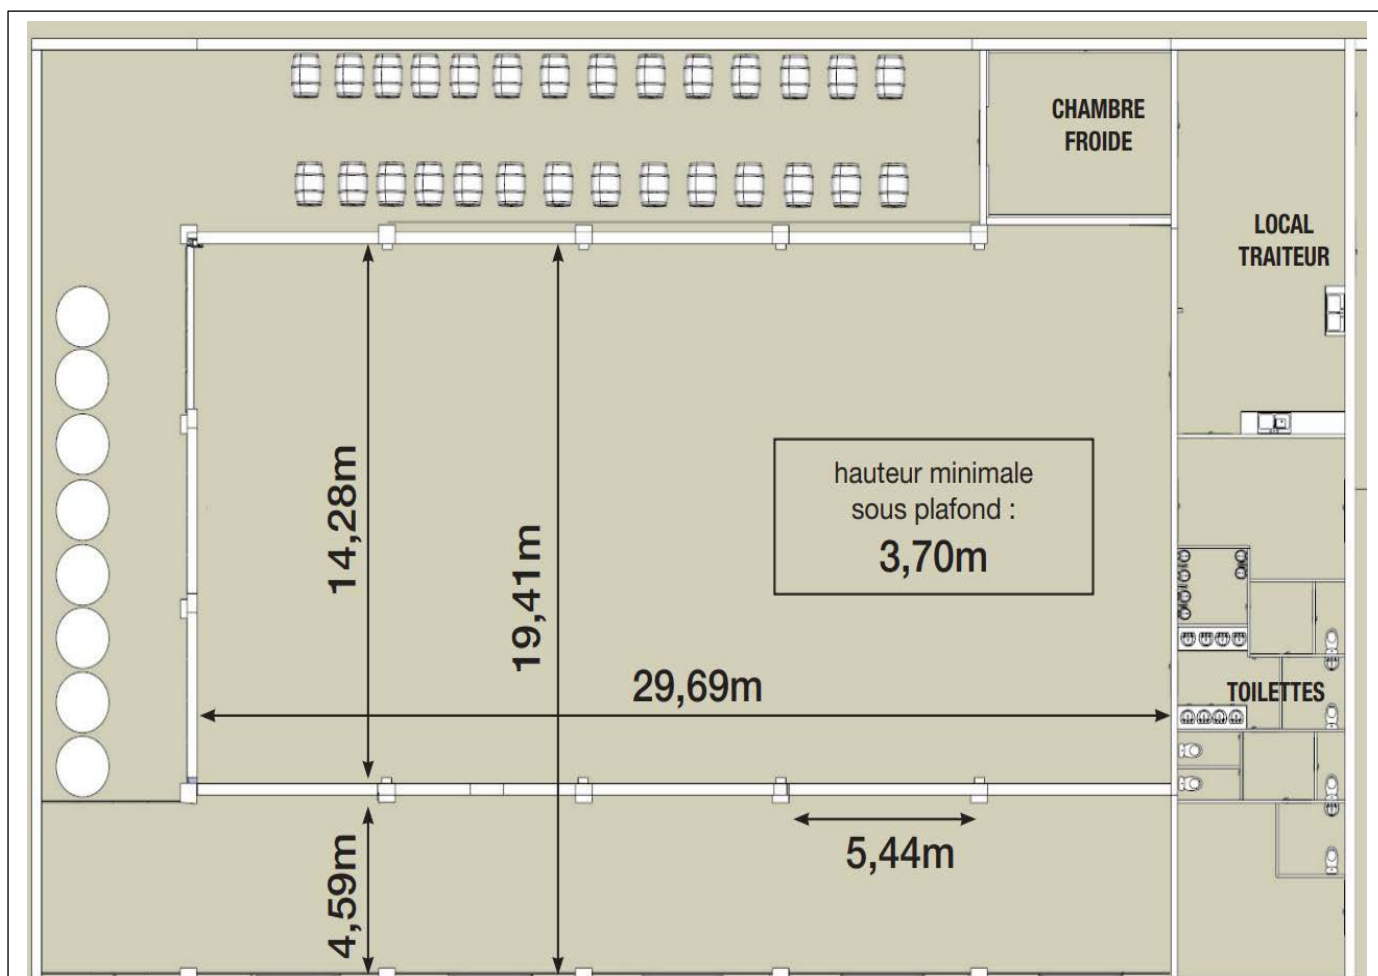 CHAMBRE
FROIDE
LOCAL
TRAITEUR
14,28m
19,41m
hauteur minimale
sous plafond :
3,70m
29,69m
TOILETTES
5,44m
4,59m